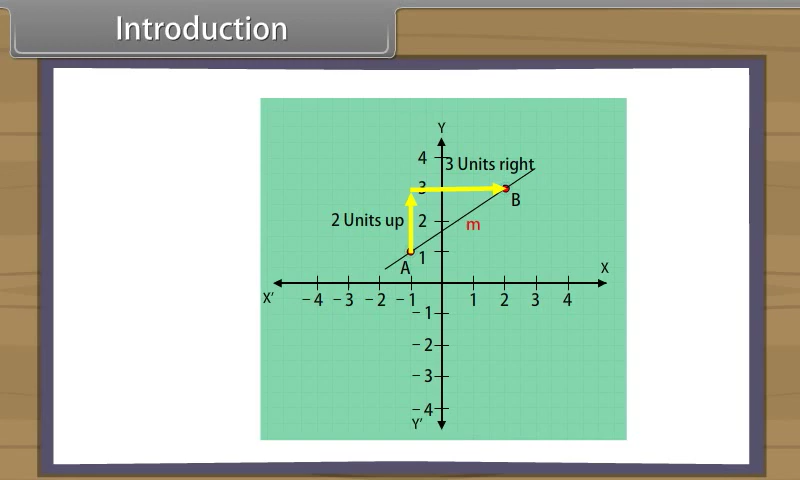 Introduction
Y
4
3 Units right
3
B
2 Units up
2
m
1
A
X
X′
−4 −3 −2 −1 1 2 3 4
−1
−2
−3
−4
Y′